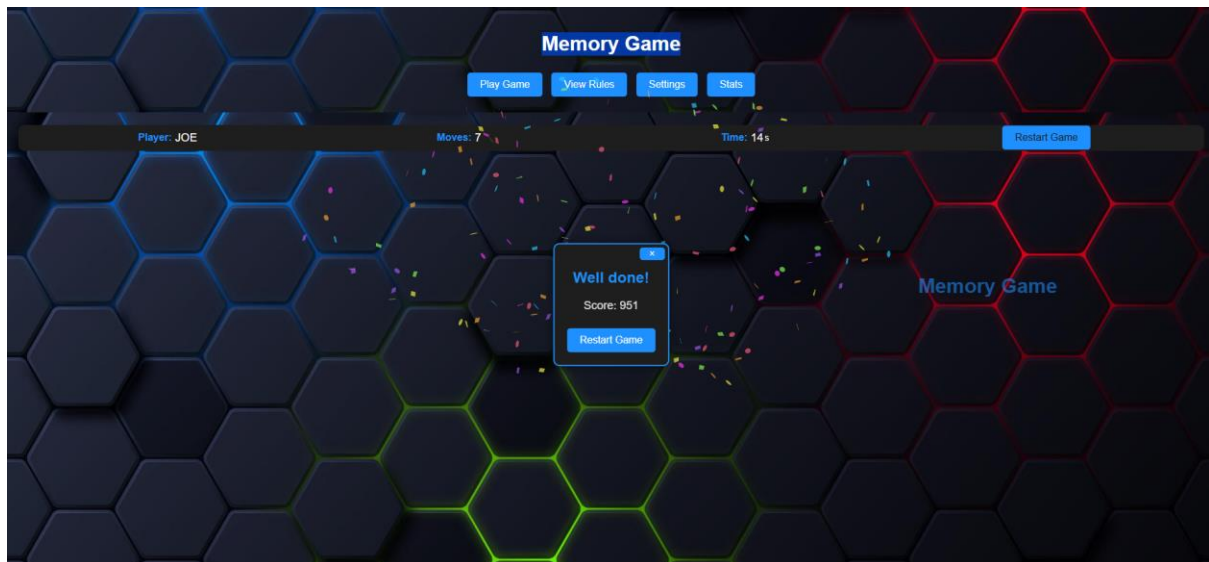 Memory Game
Play Game View Rules Settings Stats
Player: JOE Moves: 7 Time: 14s Restart Game
×
Well done!
Score: 951
Restart Game
Memory Game